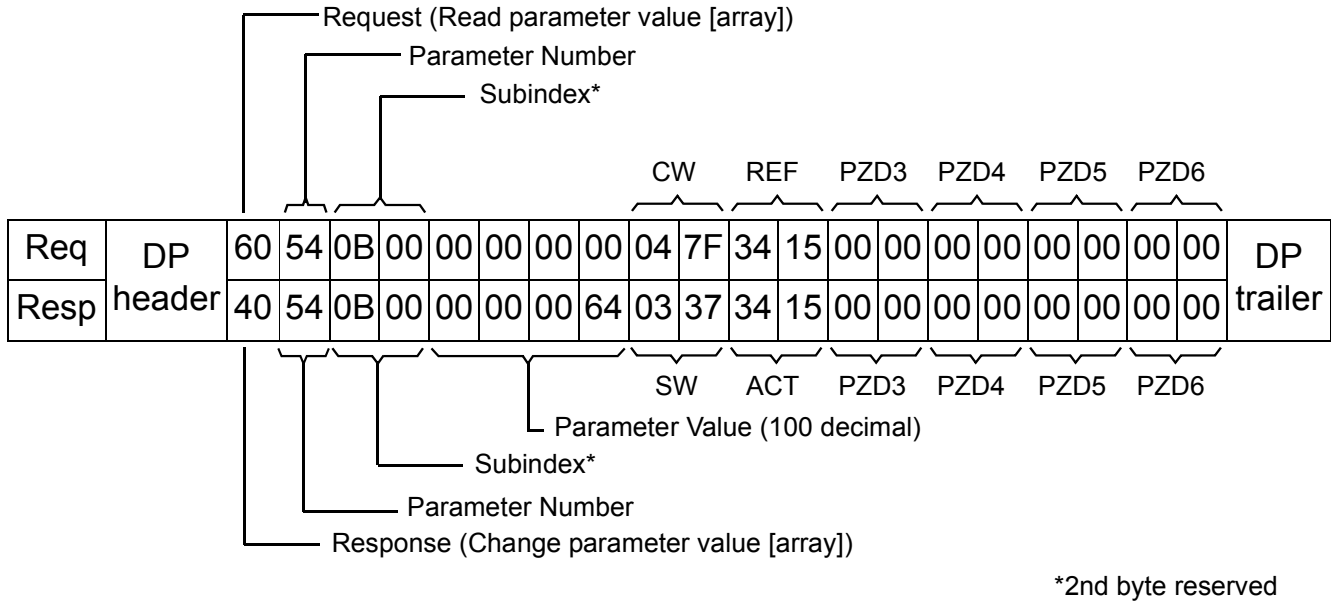 Request (Read parameter value [array])
Parameter Number
Subindex*
CW REF PZD3 PZD4 PZD5 PZD6
Req DP header 60 54 0B 00 00 00 00 00 04 7F 34 15 00 00 00 00 00 00 00 00 DP trailer
Resp 40 54 0B 00 00 00 00 64 03 37 34 15 00 00 00 00 00 00 00 00
SW ACT PZD3 PZD4 PZD5 PZD6
Parameter Value (100 decimal)
Subindex*
Parameter Number
Response (Change parameter value [array])
*2nd byte reserved